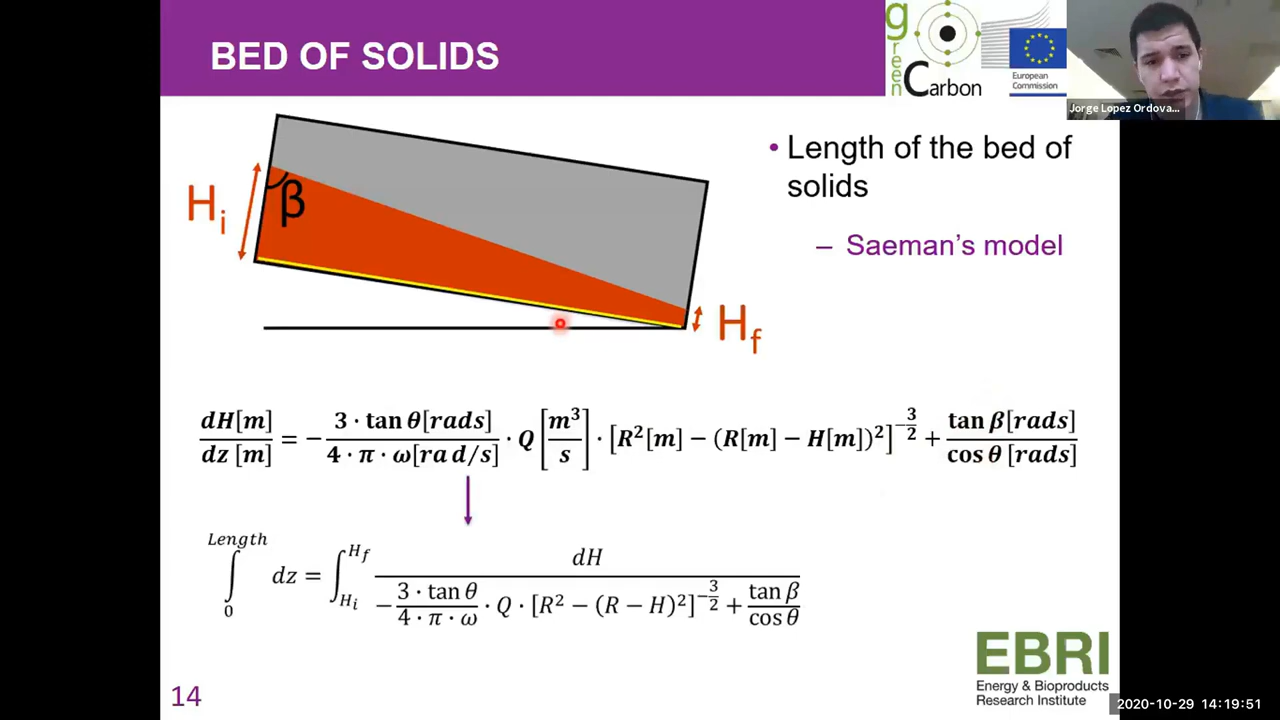 BED OF SOLIDS
green
Carbon
European
Commission
Jorge Lopez Ordova...
• Length of the bed of
solids
– Saeman's model
β
H_i
H_f
dH[m]/dz [m] = − 3 · tan θ[rads]/4 · π · ω[ra d/s] · Q [m³/s] · [R²[m] − (R[m] − H[m])²]^−3/2 + tan β[rads]/cos θ [rads]
∫_0^Length dz = ∫_{H_i}^{H_f} dH/(− 3 · tan θ/4 · π · ω · Q · [R² − (R − H)²]^−3/2 + tan β/cos θ)
EBRI
Energy & Bioproducts
Research Institute
14
2020-10-29 14:19:51